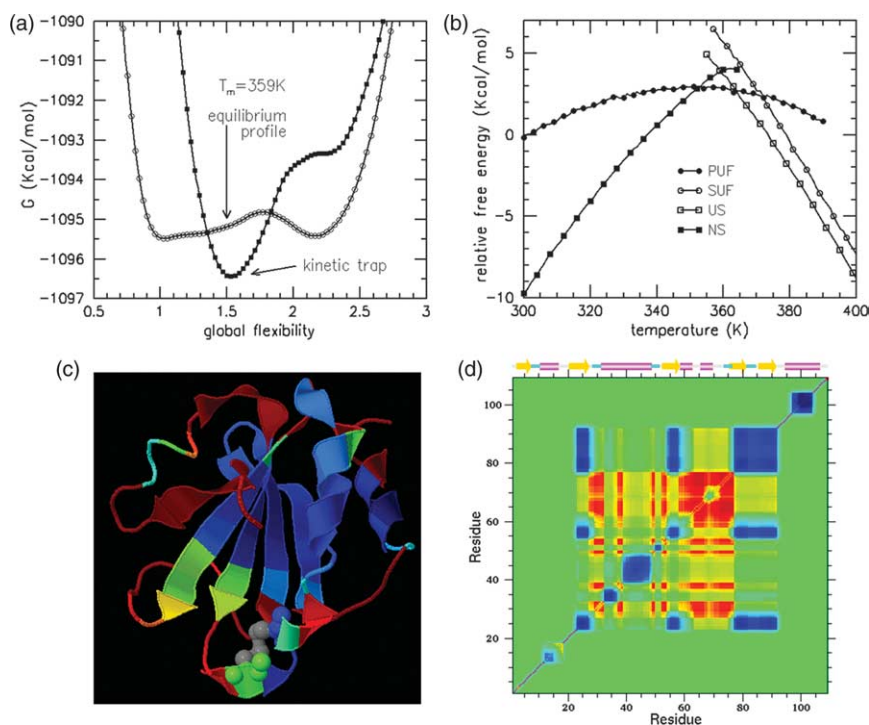 (a)
-1090
-1091
-1092
-1093
-1094
-1095
-1096
-1097
G (Kcal/mol)
Tm=359K
equilibrium
profile
kinetic trap
0.5 1 1.5 2 2.5 3
global flexibility
(b)
5
0
-5
-10
relative free energy (Kcal/mol)
PUF
SUF
US
NS
300 320 340 360 380 400
temperature (K)
(c)
(d)
100
80
60
40
20
Residue
20 40 60 80 100
Residue